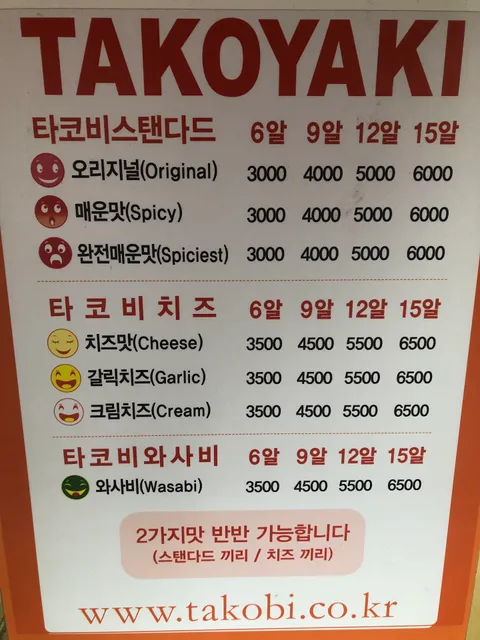 TAKOYAKI
타코비스탠다드 6알 9알 12알 15알
오리지널(Original) 3000 4000 5000 6000
매운맛(Spicy) 3000 4000 5000 6000
완전매운맛(Spiciest) 3000 4000 5000 6000
타코비치즈 6알 9알 12알 15알
치즈맛(Cheese) 3500 4500 5500 6500
갈릭치즈(Garlic) 3500 4500 5500 6500
크림치즈(Cream) 3500 4500 5500 6500
타코비와사비 6알 9알 12알 15알
와사비(Wasabi) 3500 4500 5500 6500
2가지맛 반반 가능합니다
(스탠다드 끼리 / 치즈 끼리)
www.takobi.co.kr